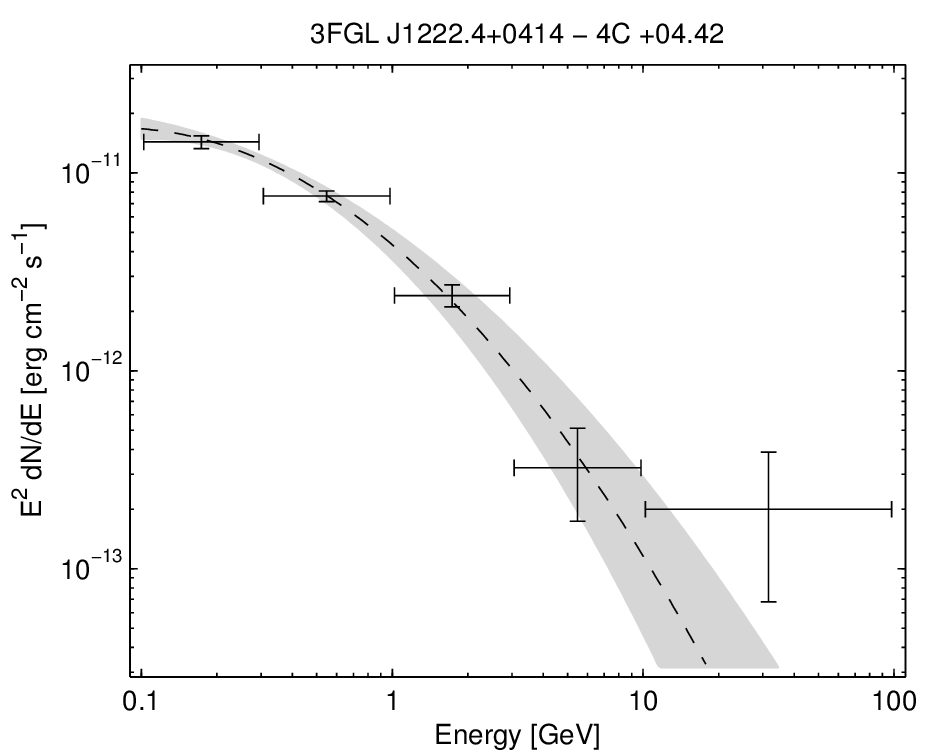 3FGL J1222.4+0414 − 4C +04.42
10⁻¹¹
10⁻¹²
10⁻¹³
E² dN/dE [erg cm⁻² s⁻¹]
0.1 1 10 100
Energy [GeV]